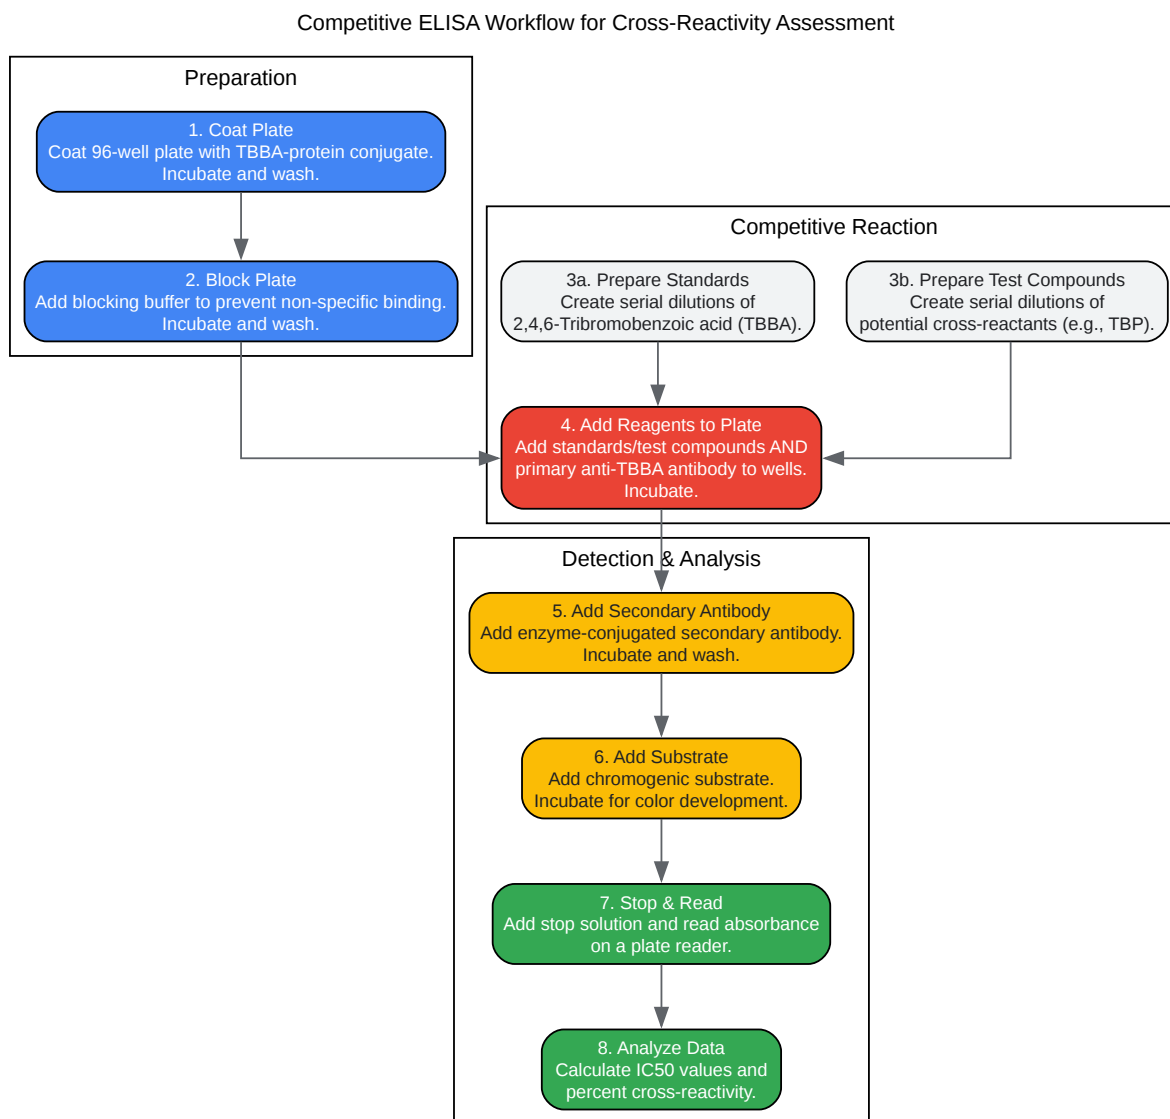 Competitive ELISA Workflow for Cross-Reactivity Assessment
Preparation
1. Coat Plate
Coat 96-well plate with TBBA-protein conjugate.
Incubate and wash.
2. Block Plate
Add blocking buffer to prevent non-specific binding.
Incubate and wash.
Competitive Reaction
3a. Prepare Standards
Create serial dilutions of
2,4,6-Tribromobenzoic acid (TBBA).
3b. Prepare Test Compounds
Create serial dilutions of
potential cross-reactants (e.g., TBP).
4. Add Reagents to Plate
Add standards/test compounds AND
primary anti-TBBA antibody to wells.
Incubate.
Detection & Analysis
5. Add Secondary Antibody
Add enzyme-conjugated secondary antibody.
Incubate and wash.
6. Add Substrate
Add chromogenic substrate.
Incubate for color development.
7. Stop & Read
Add stop solution and read absorbance
on a plate reader.
8. Analyze Data
Calculate IC50 values and
percent cross-reactivity.